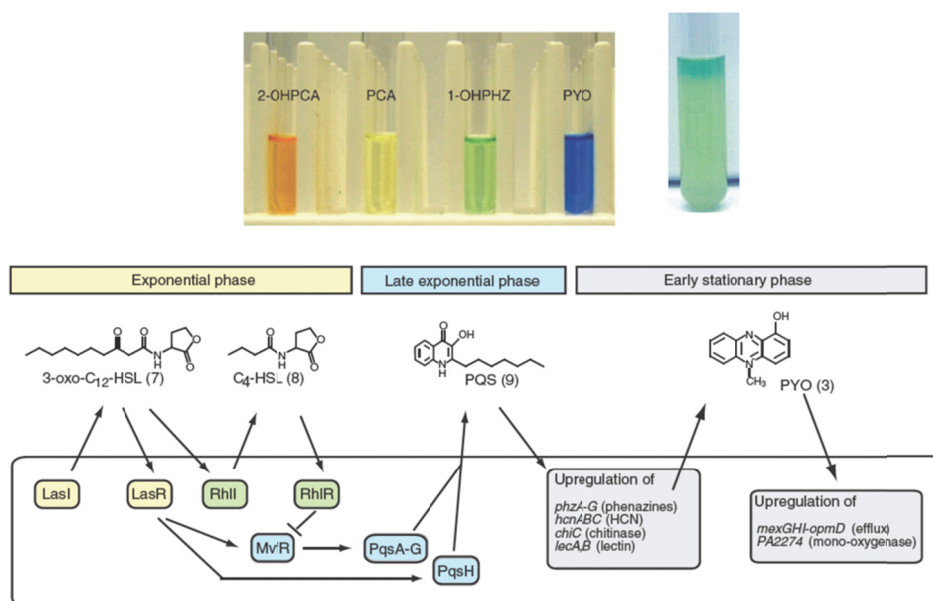 2-OHPCA PCA 1-OHPHZ PYO
Exponential phase
Late exponential phase
Early stationary phase
O O O
N
H O
3-oxo-C12-HSL (7)
O O
N
H O
C4-HSL (8)
O
OH
N
H
PQS (9)
OH
N
N
CH3
PYO (3)
LasI
LasR
RhlI
RhlR
MvfR
PqsA-G
PqsH
Upregulation of
phzA-G (phenazines)
hcnABC (HCN)
chiC (chitinase)
lecA,B (lectin)
Upregulation of
mexGHI-opmD (efflux)
PA2274 (mono-oxygenase)